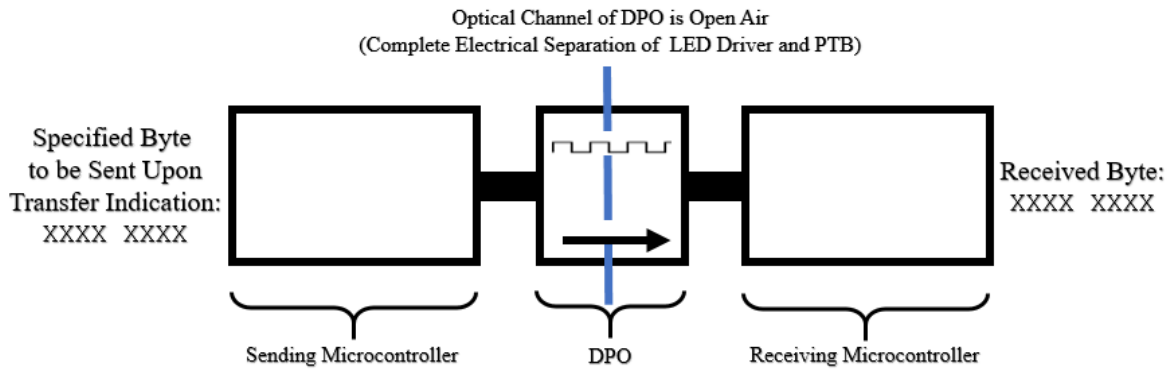 Optical Channel of DPO is Open Air
(Complete Electrical Separation of LED Driver and PTB)
Specified Byte
to be Sent Upon
Transfer Indication:
XXXX XXXX
Received Byte:
XXXX XXXX
Sending Microcontroller
DPO
Receiving Microcontroller